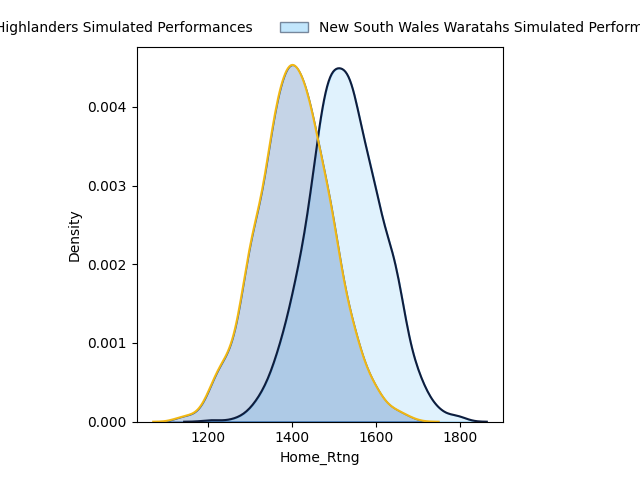 Highlanders Simulated Performances
New South Wales Waratahs Simulated Perform
0.004
0.003
0.002
0.001
0.000
Density
1200 1400 1600 1800
Home_Rtng